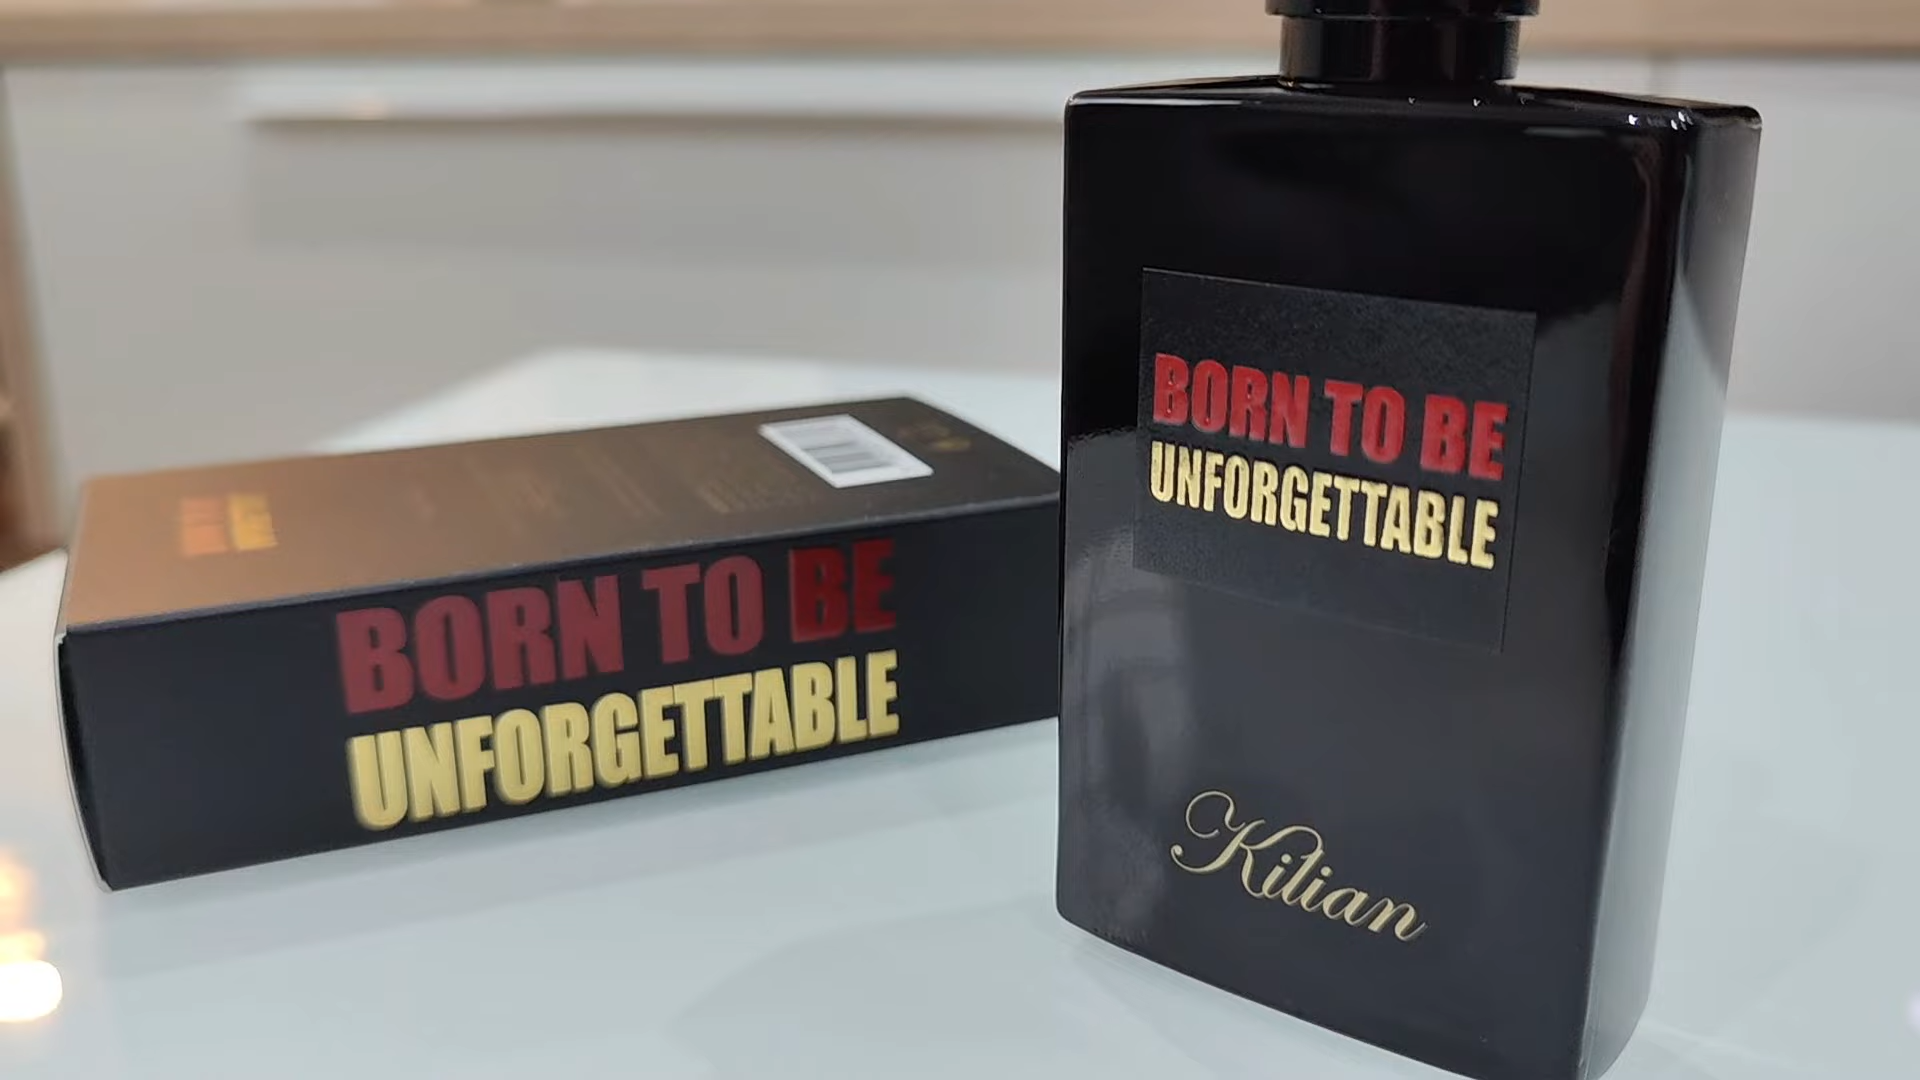 BORN TO BE
UNFORGETTABLE
BORN TO BE
UNFORGETTABLE
Kilian